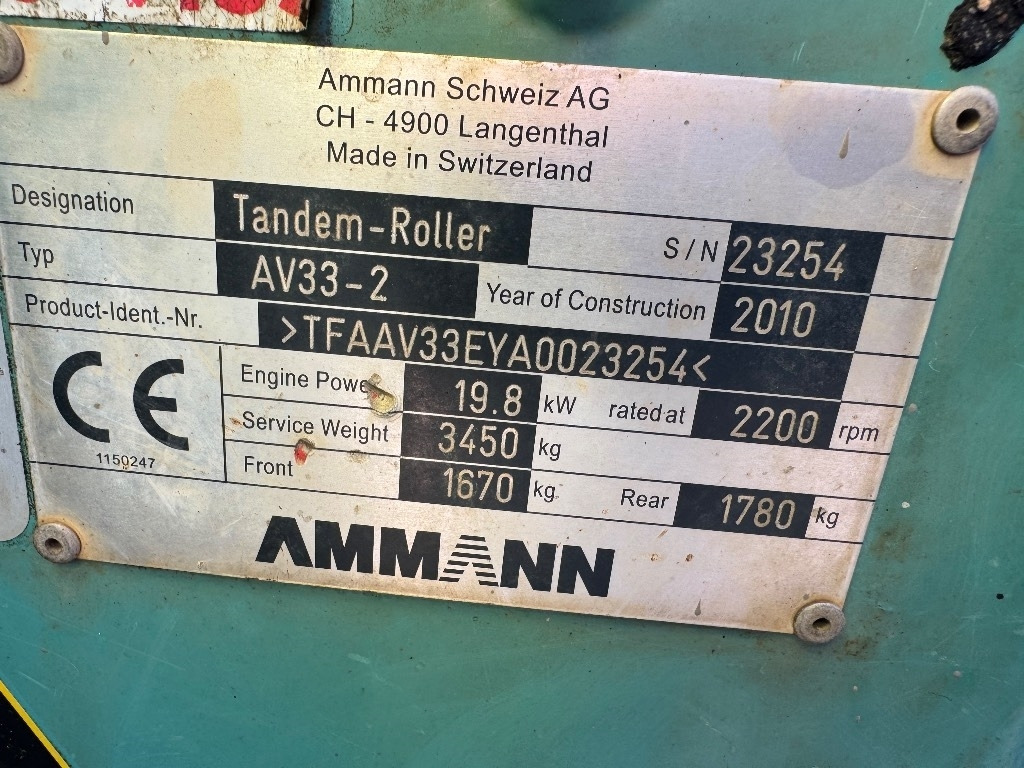 Ammann Schweiz AG
CH - 4900 Langenthal
Made in Switzerland
Designation Tandem-Roller S/N 23254
Typ AV33-2 Year of Construction 2010
Product-Ident.-Nr. >TFAAV33EYA0023254<
CE Engine Power 19.8 kW rated at 2200 rpm
Service Weight 3450 kg
1150247 Front 1670 kg Rear 1780 kg
AMMANN